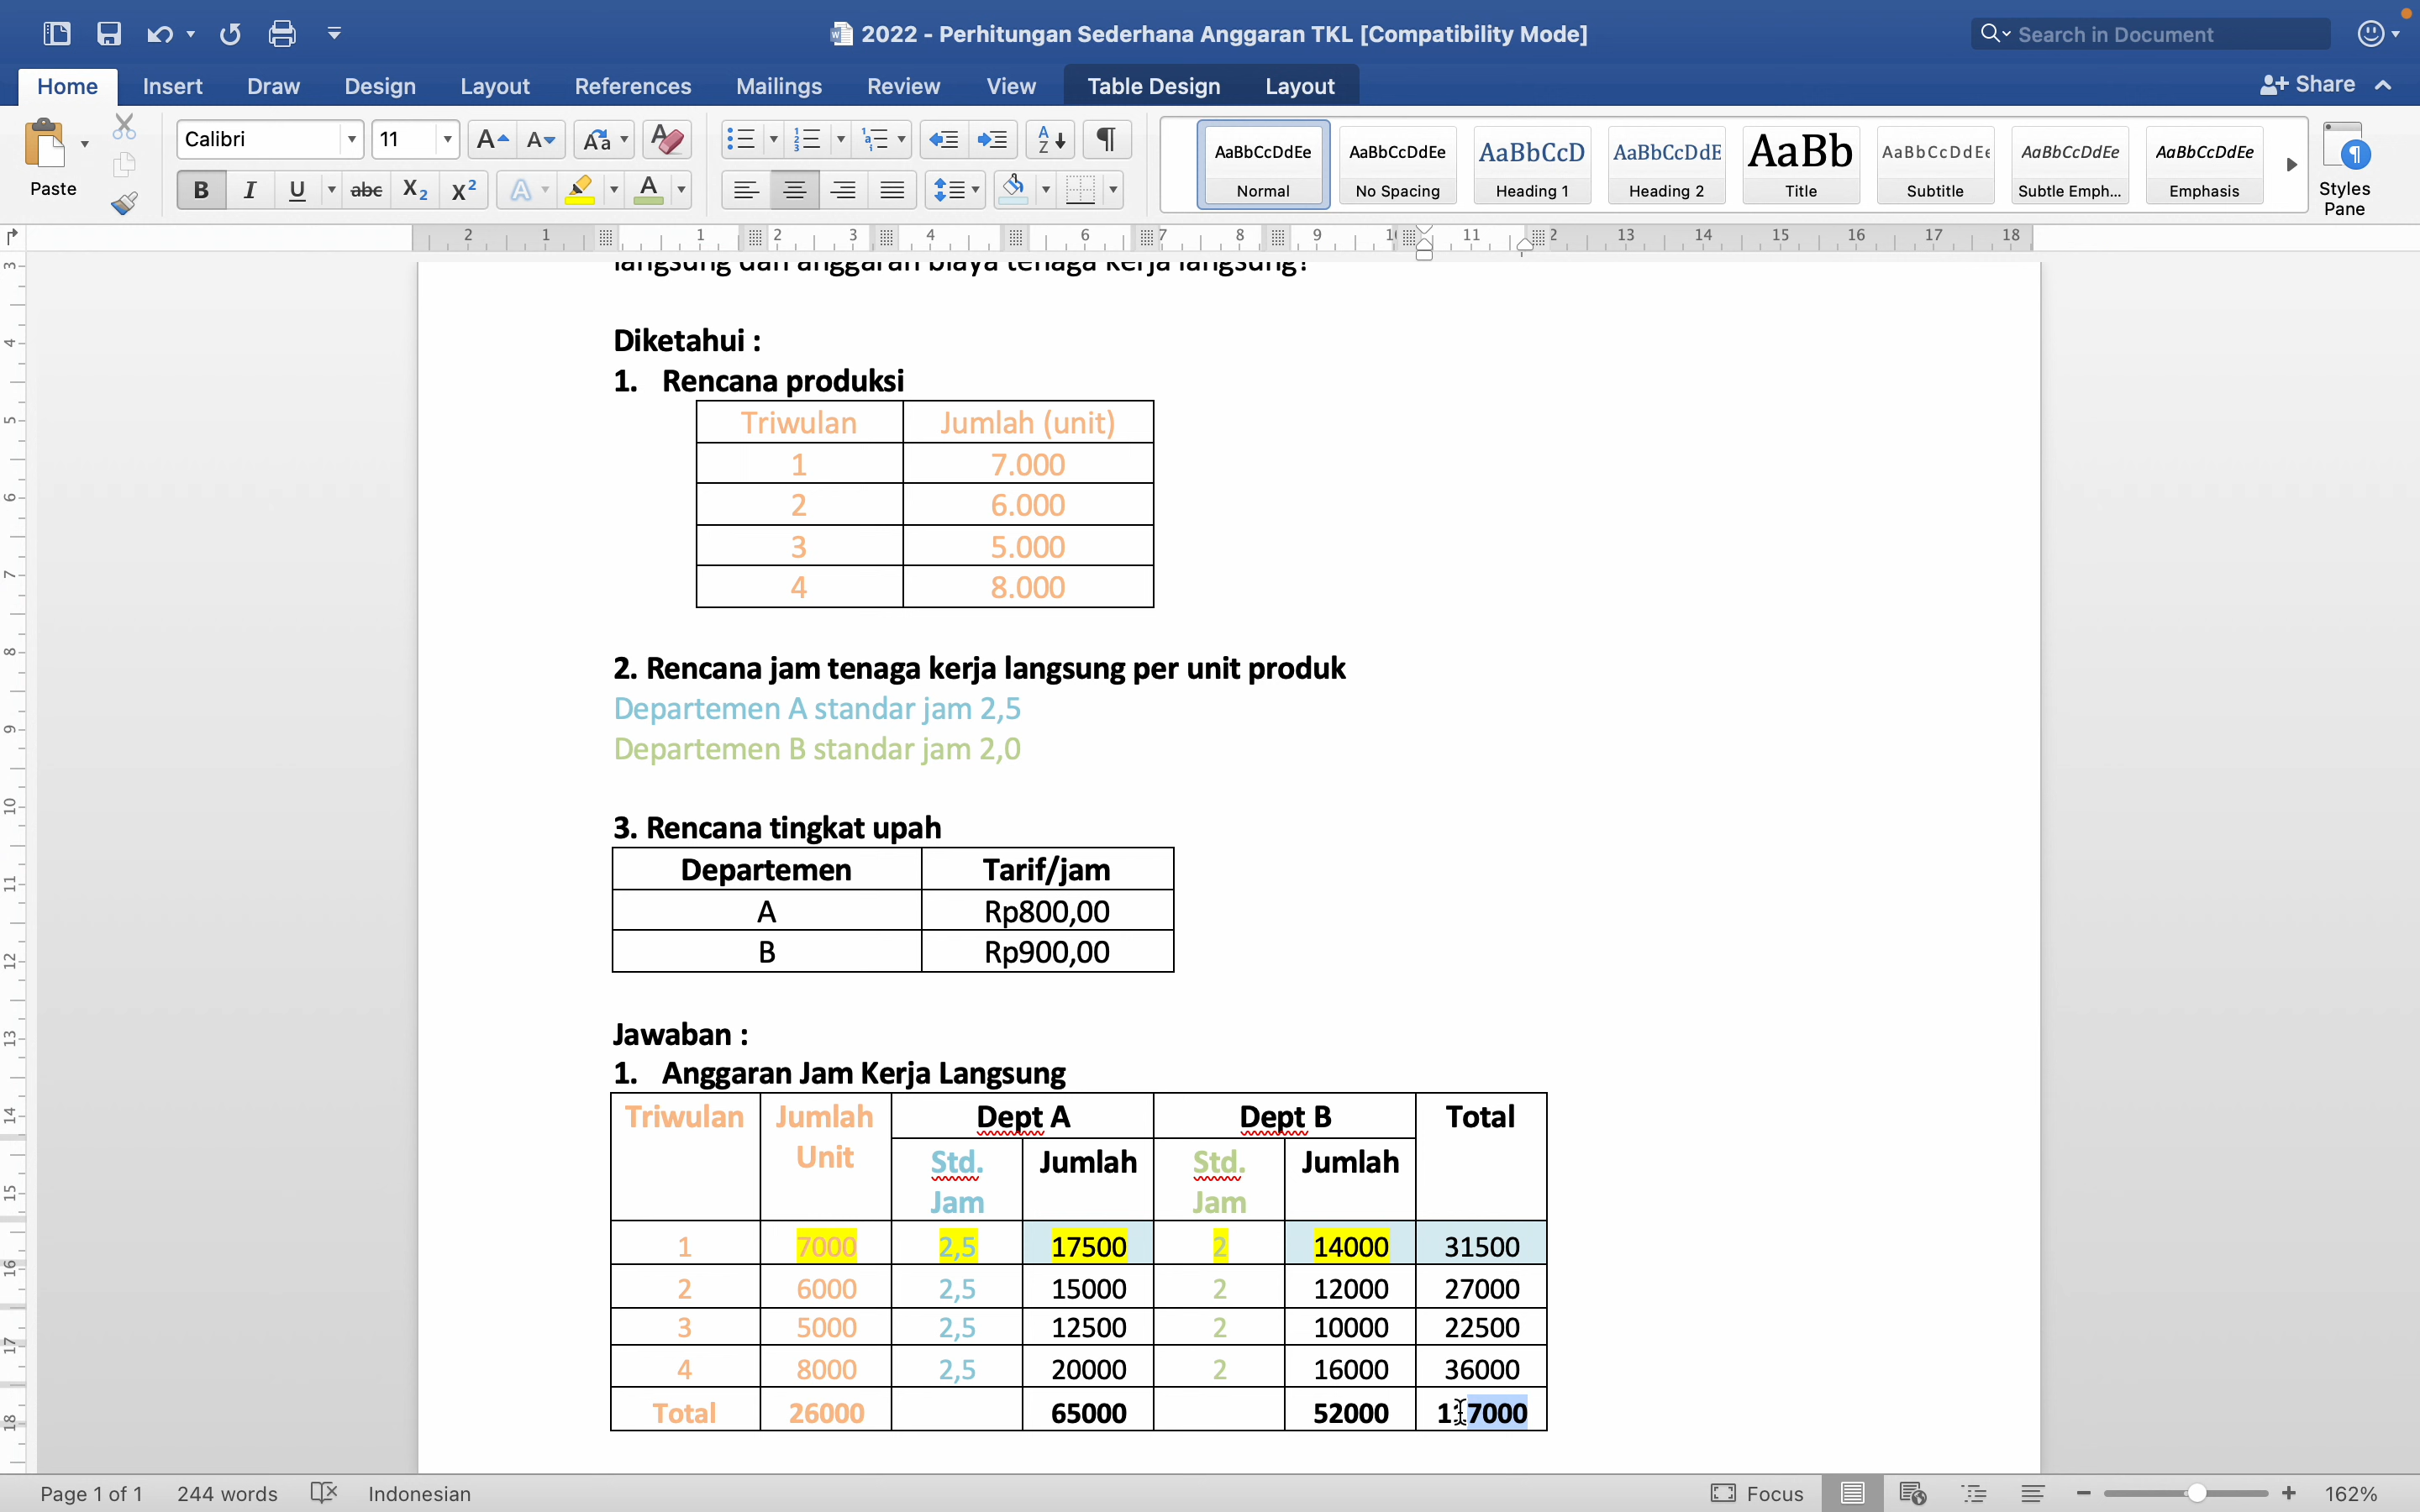 2022 - Perhitungan Sederhana Anggaran TKL [Compatibility Mode]
Search in Document
Home Insert Draw Design Layout References Mailings Review View Table Design Layout Share
Paste
Calibri 11
AaBbCcDdEe AaBbCcDdEe AaBbCcD AaBbCcDdE AaBb AaBbCcDdEe AaBbCcDdEe AaBbCcDdEe
Normal No Spacing Heading 1 Heading 2 Title Subtitle Subtle Emph... Emphasis
Styles
Pane
langsung dan anggaran biaya tenaga kerja langsung!
Diketahui :
1. Rencana produksi
Triwulan Jumlah (unit)
1 7.000
2 6.000
3 5.000
4 8.000
2. Rencana jam tenaga kerja langsung per unit produk
Departemen A standar jam 2,5
Departemen B standar jam 2,0
3. Rencana tingkat upah
Departemen Tarif/jam
A Rp800,00
B Rp900,00
Jawaban :
1. Anggaran Jam Kerja Langsung
Triwulan Jumlah Unit Dept A Dept B Total
Std. Jam Jumlah Std. Jam Jumlah
1 7000 2,5 17500 2 14000 31500
2 6000 2,5 15000 2 12000 27000
3 5000 2,5 12500 2 10000 22500
4 8000 2,5 20000 2 16000 36000
Total 26000 65000 52000 117000
Page 1 of 1 244 words Indonesian Focus 162%